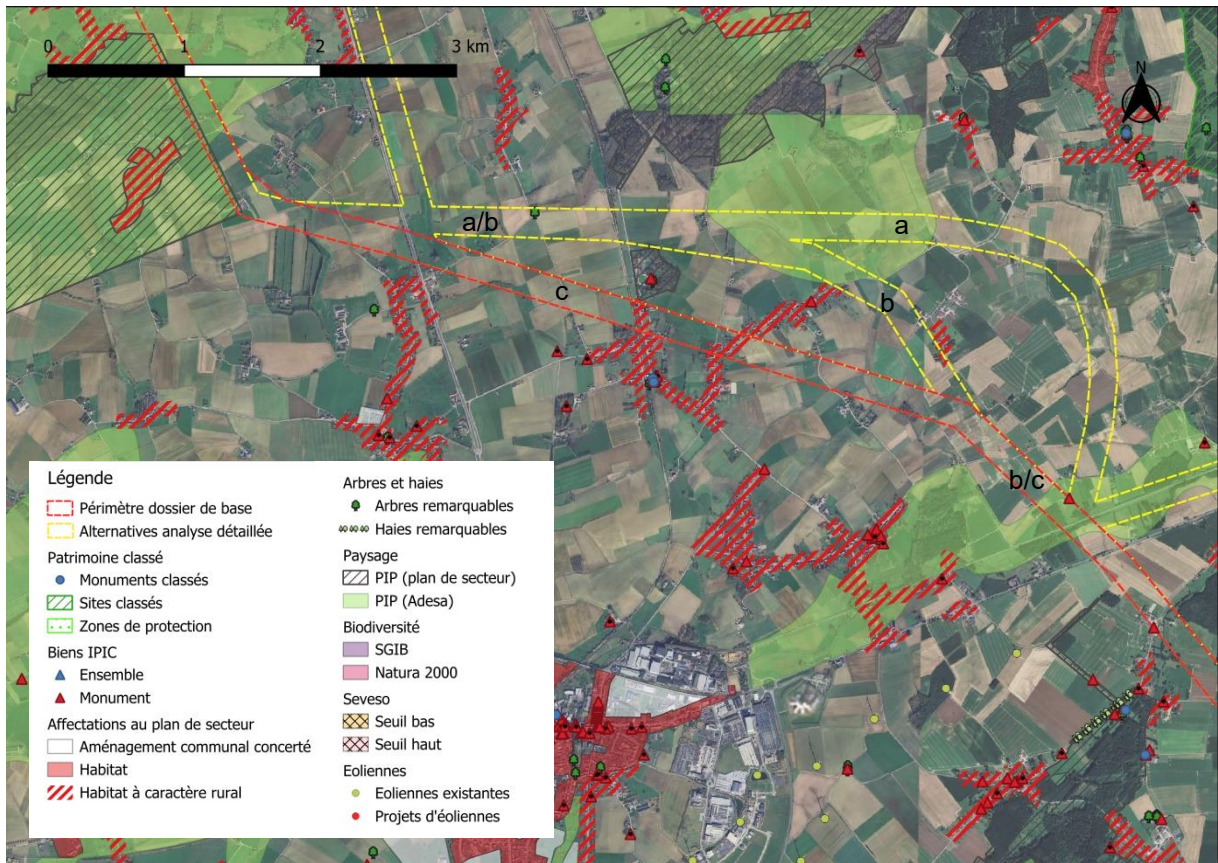 0 1 2 3 km
N
a/b
a
c
b
b/c
Légende
Périmètre dossier de base
Alternatives analyse détaillée
Patrimoine classé
Monuments classés
Sites classés
Zones de protection
Biens IPIC
Ensemble
Monument
Affectations au plan de secteur
Aménagement communal concerté
Habitat
Habitat à caractère rural
Arbres et haies
Arbres remarquables
Haies remarquables
Paysage
PIP (plan de secteur)
PIP (Adesa)
Biodiversité
SGIB
Natura 2000
Seveso
Seuil bas
Seuil haut
Eoliennes
Eoliennes existantes
Projets d'éoliennes